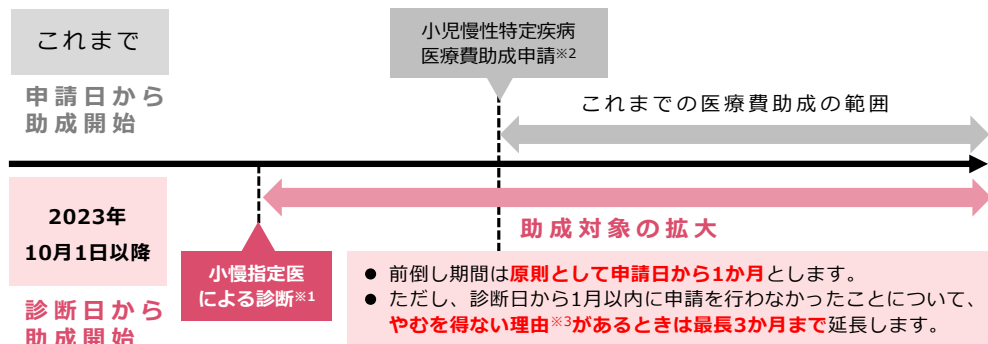 これまで
申請日から
助成開始
小児慢性特定疾病
医療費助成申請※2
これまでの医療費助成の範囲
2023年
10月1日以降
診断日から
助成開始
小慢指定医
による診断※1
助成対象の拡大
● 前倒し期間は原則として申請日から1か月とします。
● ただし、診断日から1月以内に申請を行わなかったことについて、
やむを得ない理由※3があるときは最長3か月まで延長します。